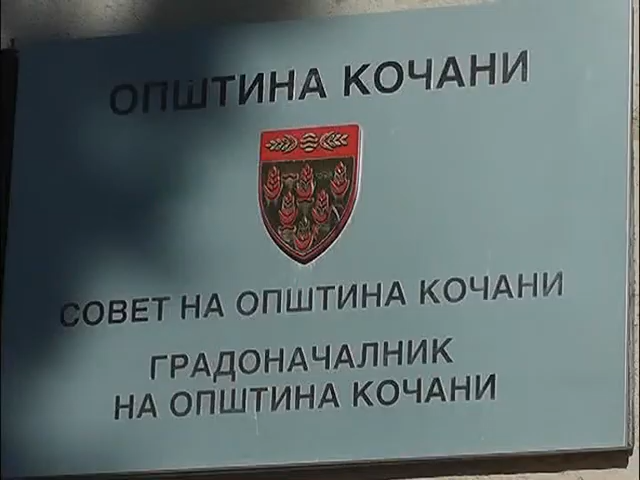 ОПШТИНА КОЧАНИ
СОВЕТ НА ОПШТИНА КОЧАНИ
ГРАДОНАЧАЛНИК
НА ОПШТИНА КОЧАНИ